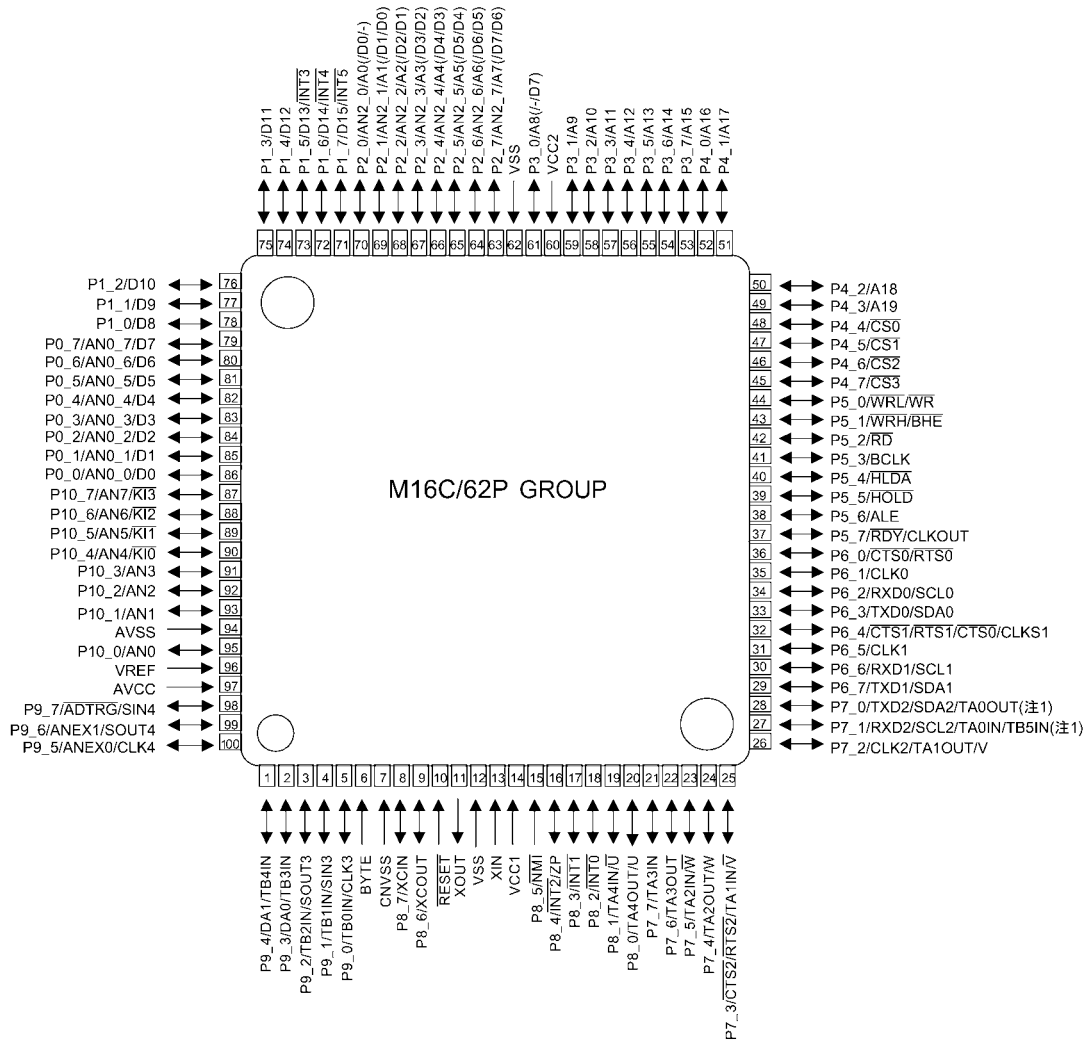 P1_3/D11
P1_4/D12
P1_5/D13/INT3
P1_6/D14/INT4
P1_7/D15/INT5
P2_0/AN2_0/A0(/D0/-)
P2_1/AN2_1/A1(/D1/D0)
P2_2/AN2_2/A2(/D2/D1)
P2_3/AN2_3/A3(/D3/D2)
P2_4/AN2_4/A4(/D4/D3)
P2_5/AN2_5/A5(/D5/D4)
P2_6/AN2_6/A6(/D6/D5)
P2_7/AN2_7/A7(/D7/D6)
VSS
P3_0/A8(/-/D7)
VCC2
P3_1/A9
P3_2/A10
P3_3/A11
P3_4/A12
P3_5/A13
P3_6/A14
P3_7/A15
P4_0/A16
P4_1/A17
75 74 73 72 71 70 69 68 67 66 65 64 63 62 61 60 59 58 57 56 55 54 53 52 51
P1_2/D10 76
P1_1/D9 77
P1_0/D8 78
P0_7/AN0_7/D7 79
P0_6/AN0_6/D6 80
P0_5/AN0_5/D5 81
P0_4/AN0_4/D4 82
P0_3/AN0_3/D3 83
P0_2/AN0_2/D2 84
P0_1/AN0_1/D1 85
P0_0/AN0_0/D0 86
P10_7/AN7/KI3 87
P10_6/AN6/KI2 88
P10_5/AN5/KI1 89
P10_4/AN4/KI0 90
P10_3/AN3 91
P10_2/AN2 92
P10_1/AN1 93
AVSS 94
P10_0/AN0 95
VREF 96
AVCC 97
P9_7/ADTRG/SIN4 98
P9_6/ANEX1/SOUT4 99
P9_5/ANEX0/CLK4 100
M16C/62P GROUP
50 P4_2/A18
49 P4_3/A19
48 P4_4/CS0
47 P4_5/CS1
46 P4_6/CS2
45 P4_7/CS3
44 P5_0/WRL/WR
43 P5_1/WRH/BHE
42 P5_2/RD
41 P5_3/BCLK
40 P5_4/HLDA
39 P5_5/HOLD
38 P5_6/ALE
37 P5_7/RDY/CLKOUT
36 P6_0/CTS0/RTS0
35 P6_1/CLK0
34 P6_2/RXD0/SCL0
33 P6_3/TXD0/SDA0
32 P6_4/CTS1/RTS1/CTS0/CLKS1
31 P6_5/CLK1
30 P6_6/RXD1/SCL1
29 P6_7/TXD1/SDA1
28 P7_0/TXD2/SDA2/TA0OUT(注1)
27 P7_1/RXD2/SCL2/TA0IN/TB5IN(注1)
26 P7_2/CLK2/TA1OUT/V
1 2 3 4 5 6 7 8 9 10 11 12 13 14 15 16 17 18 19 20 21 22 23 24 25
P9_4/DA1/TB4IN
P9_3/DA0/TB3IN
P9_2/TB2IN/SOUT3
P9_1/TB1IN/SIN3
P9_0/TB0IN/CLK3
BYTE
CNVSS
P8_7/XCIN
P8_6/XCOUT
RESET
XOUT
VSS
XIN
VCC1
P8_5/NMI
P8_4/INT2/ZP
P8_3/INT1
P8_2/INT0
P8_1/TA4IN/U
P8_0/TA4OUT/U
P7_7/TA3IN
P7_6/TA3OUT
P7_5/TA2IN/W
P7_4/TA2OUT/W
P7_3/CTS2/RTS2/TA1IN/V